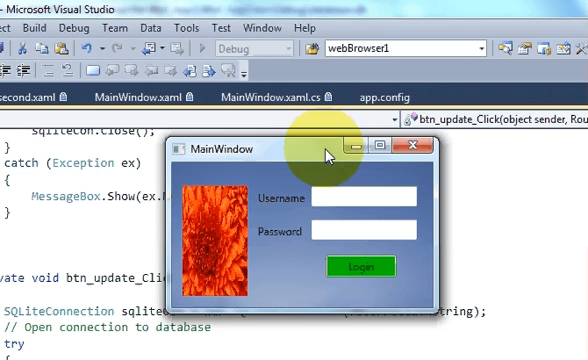 - Microsoft Visual Studio
ect Build Debug Team Data Tools Test Window Help
Debug webBrowser1
second.xaml MainWindow.xaml MainWindow.xaml.cs app.config
btn_update_Click(object sender, Rou
sqliteCon.Close();
}
catch (Exception ex)
{
MessageBox.Show(ex.
}
MainWindow
Username
Password
Login
vate void btn_update_Cli
SQLiteConnection sqlite
string);
// Open connection to database
try